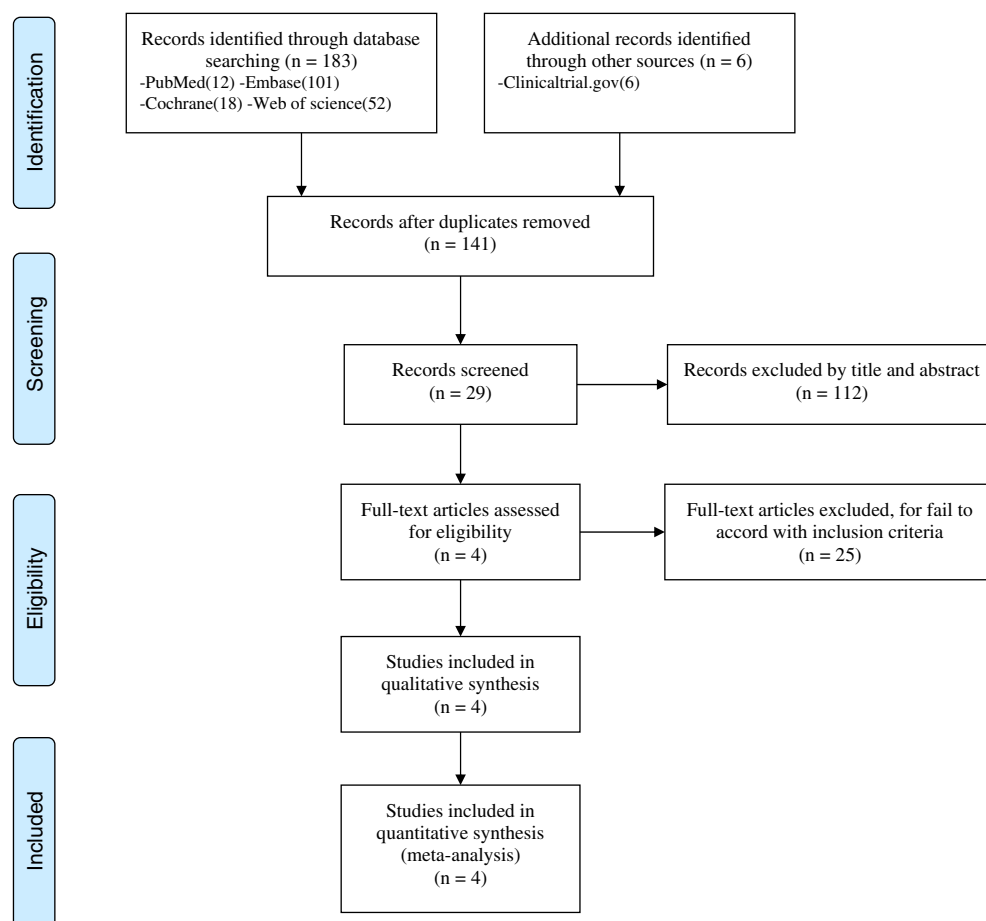 Identification
Records identified through database
searching (n = 183)
-PubMed(12) -Embase(101)
-Cochrane(18) -Web of science(52)
Additional records identified
through other sources (n = 6)
-Clinicaltrial.gov(6)
Records after duplicates removed
(n = 141)
Screening
Records screened
(n = 29)
Records excluded by title and abstract
(n = 112)
Eligibility
Full-text articles assessed
for eligibility
(n = 4)
Full-text articles excluded, for fail to
accord with inclusion criteria
(n = 25)
Studies included in
qualitative synthesis
(n = 4)
Included
Studies included in
quantitative synthesis
(meta-analysis)
(n = 4)